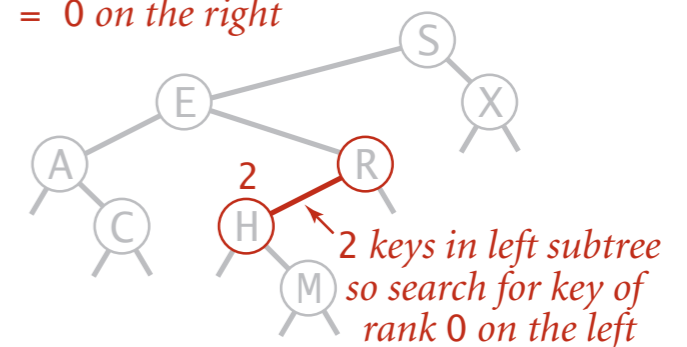 = 0 on the right
S
E
X
A
2
R
C
H
2 keys in left subtree
M
so search for key of
rank 0 on the left